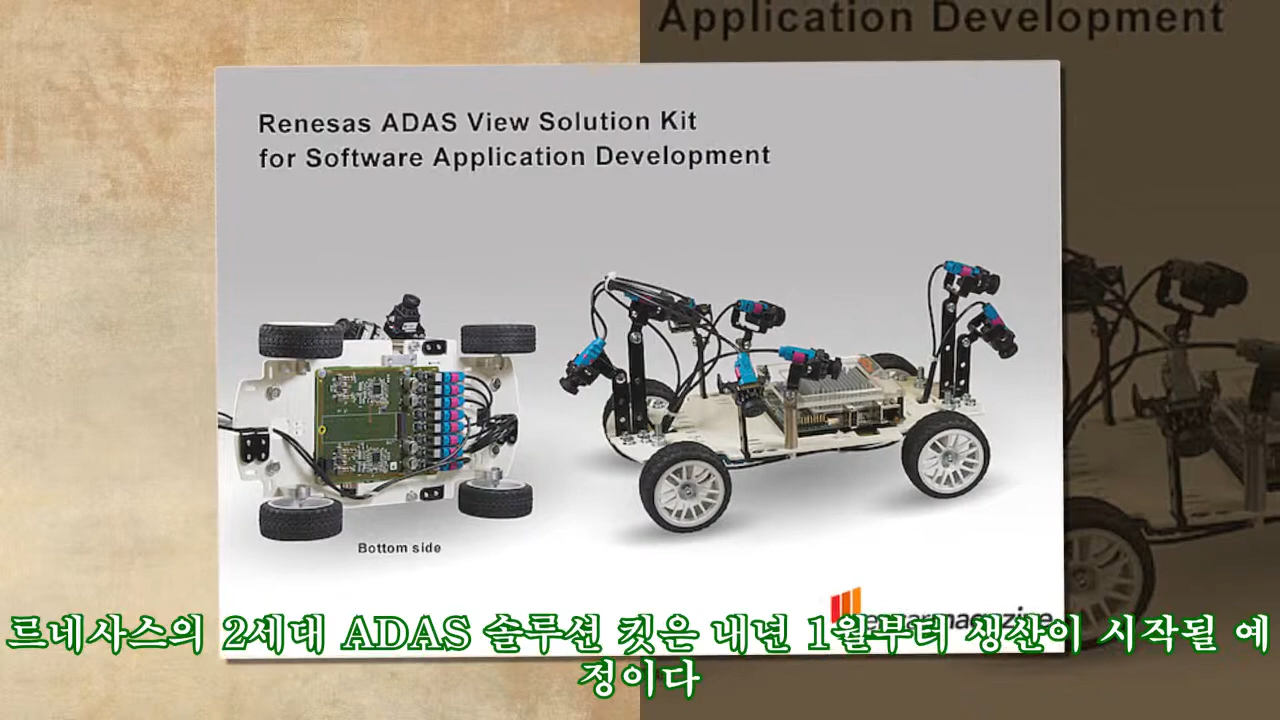 Application Development
Renesas ADAS View Solution Kit
for Software Application Development
Bottom side
르네사스의 2세대 ADAS 솔루션 킷은 내년 1월부터 생산이 시작될 예
정이다